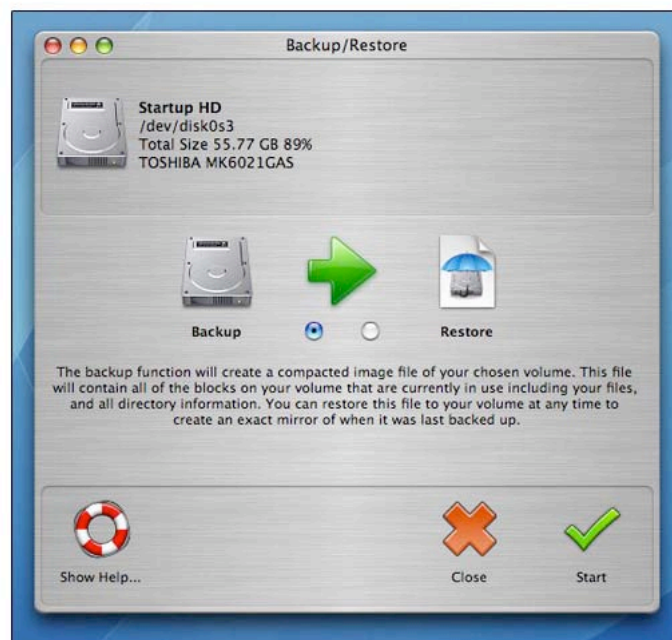 Backup/Restore
Startup HD
/dev/disk0s3
Total Size 55.77 GB 89%
TOSHIBA MK6021GAS
Backup
Restore
The backup function will create a compacted image file of your chosen volume. This file
will contain all of the blocks on your volume that are currently in use including your files,
and all directory information. You can restore this file to your volume at any time to
create an exact mirror of when it was last backed up.
Show Help...
Close
Start